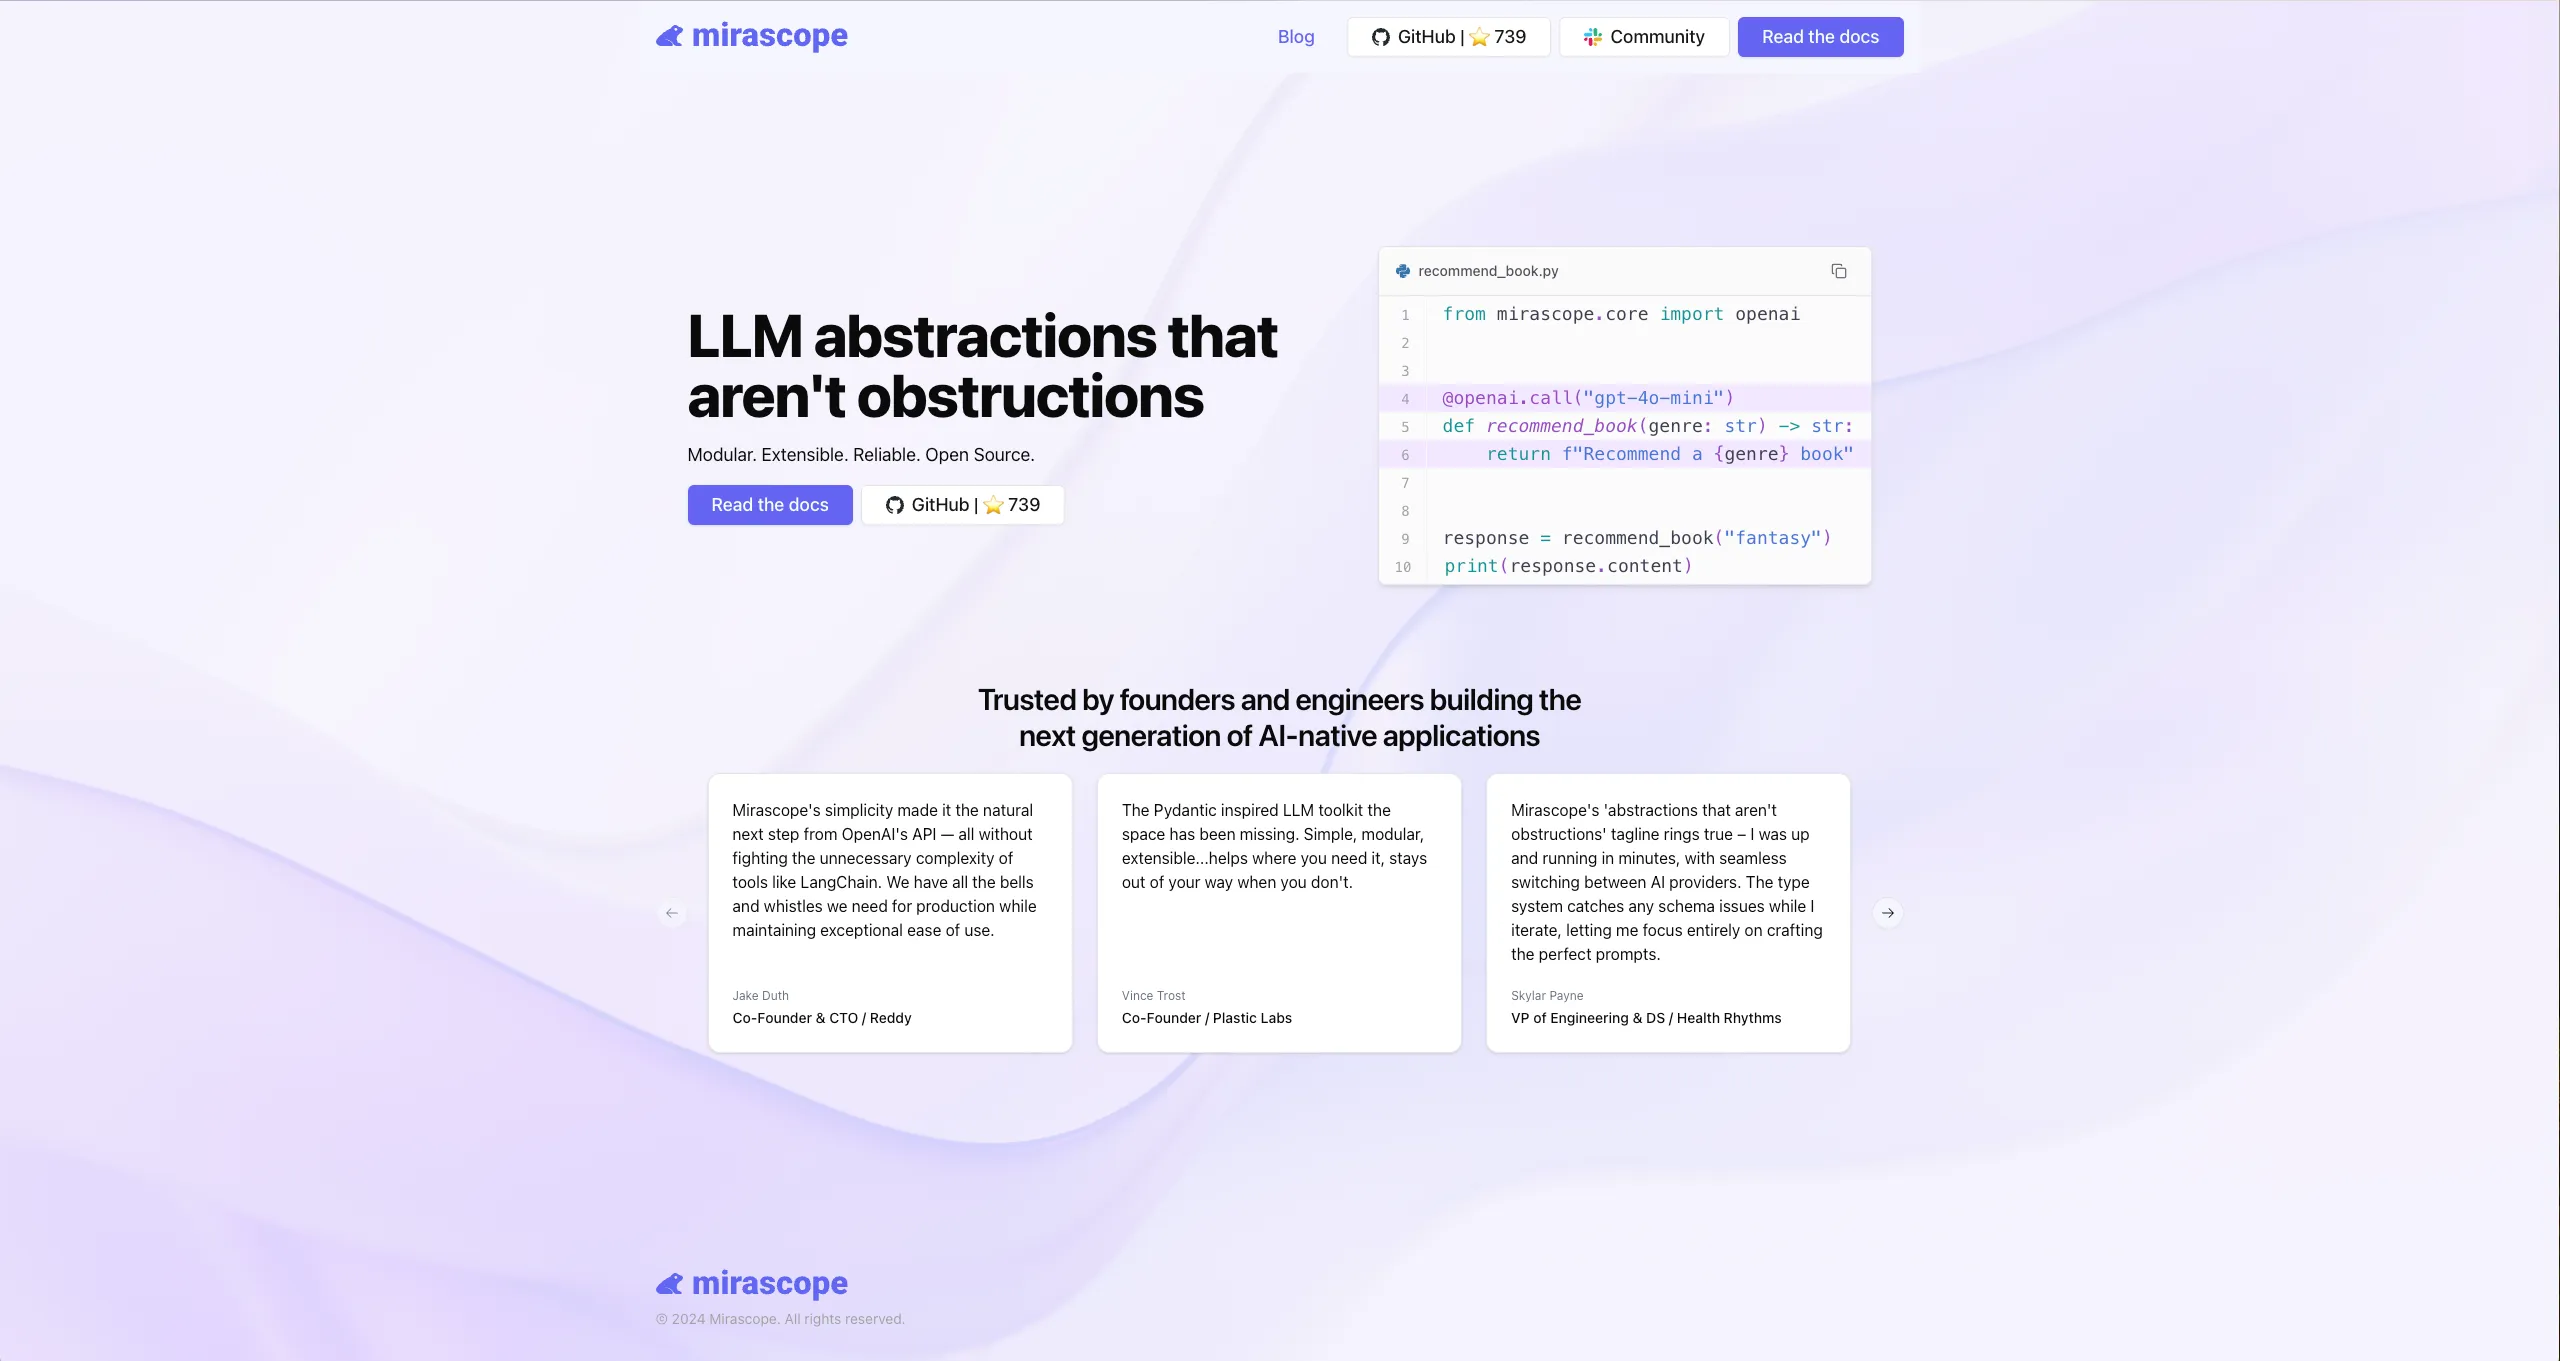 mirascope
Blog
GitHub | ⭐ 739
Community
Read the docs
LLM abstractions that
aren't obstructions
Modular. Extensible. Reliable. Open Source.
Read the docs
GitHub | ⭐ 739
recommend_book.py
1 from mirascope.core import openai
2
3
4 @openai.call("gpt-4o-mini")
5 def recommend_book(genre: str) -> str:
6     return f"Recommend a {genre} book"
7
8
9 response = recommend_book("fantasy")
10 print(response.content)
Trusted by founders and engineers building the
next generation of AI-native applications
Mirascope's simplicity made it the natural
next step from OpenAI's API — all without
fighting the unnecessary complexity of
tools like LangChain. We have all the bells
and whistles we need for production while
maintaining exceptional ease of use.
Jake Duth
Co-Founder & CTO / Reddy
The Pydantic inspired LLM toolkit the
space has been missing. Simple, modular,
extensible...helps where you need it, stays
out of your way when you don't.
Vince Trost
Co-Founder / Plastic Labs
Mirascope's 'abstractions that aren't
obstructions' tagline rings true – I was up
and running in minutes, with seamless
switching between AI providers. The type
system catches any schema issues while I
iterate, letting me focus entirely on crafting
the perfect prompts.
Skylar Payne
VP of Engineering & DS / Health Rhythms
mirascope
© 2024 Mirascope. All rights reserved.